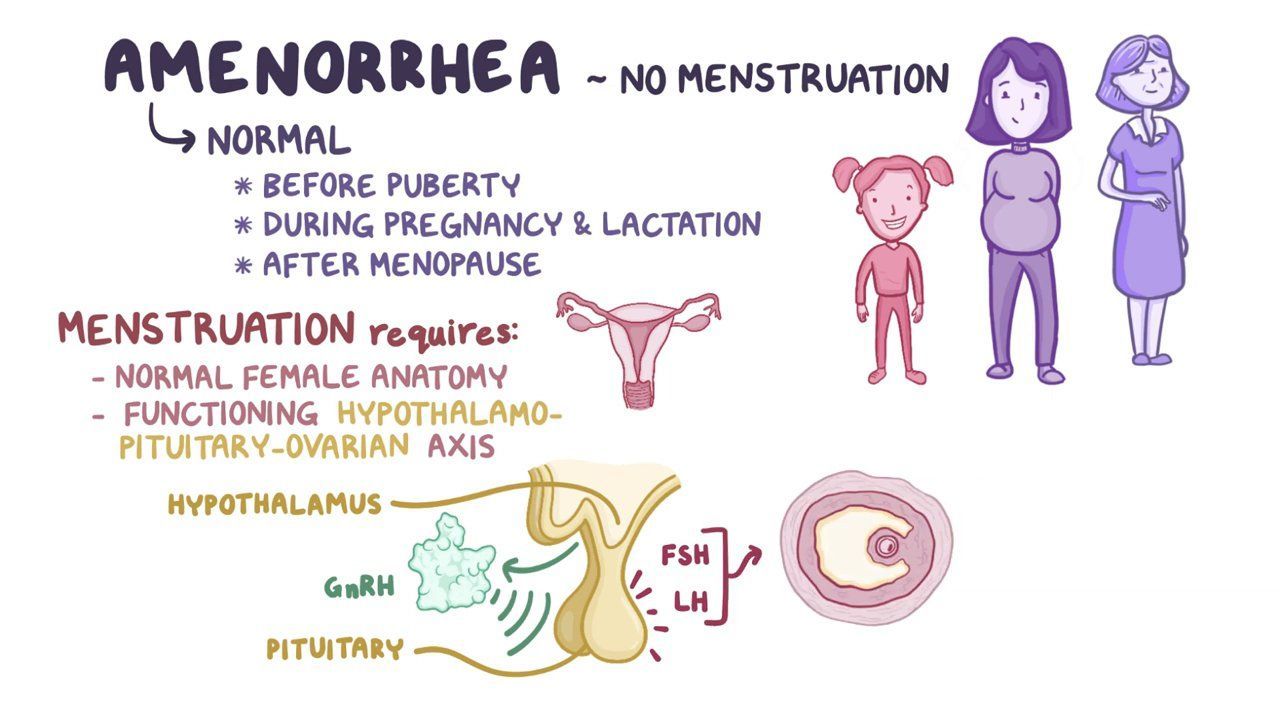 AMENORRHEA ~ NO MENSTRUATION
NORMAL
* BEFORE PUBERTY
* DURING PREGNANCY & LACTATION
* AFTER MENOPAUSE
MENSTRUATION requires:
- NORMAL FEMALE ANATOMY
- FUNCTIONING HYPOTHALAMO-
PITUITARY-OVARIAN AXIS
HYPOTHALAMUS
FSH
GnRH
LH
PITUITARY